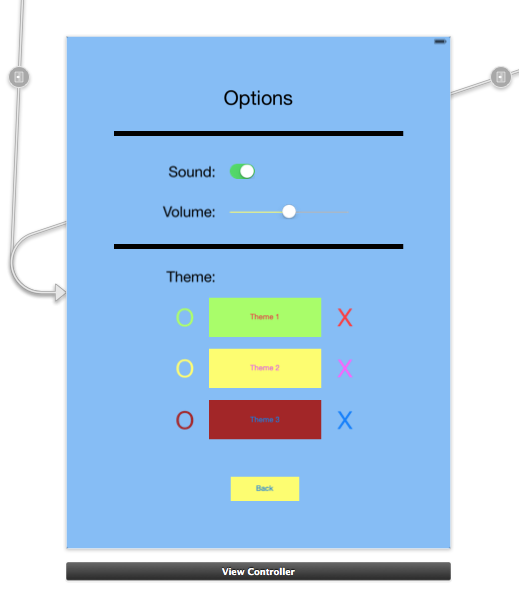 Options
Sound:
Volume:
Theme:
O Theme 1 X
O Theme 2 X
O Theme 3 X
Back
View Controller